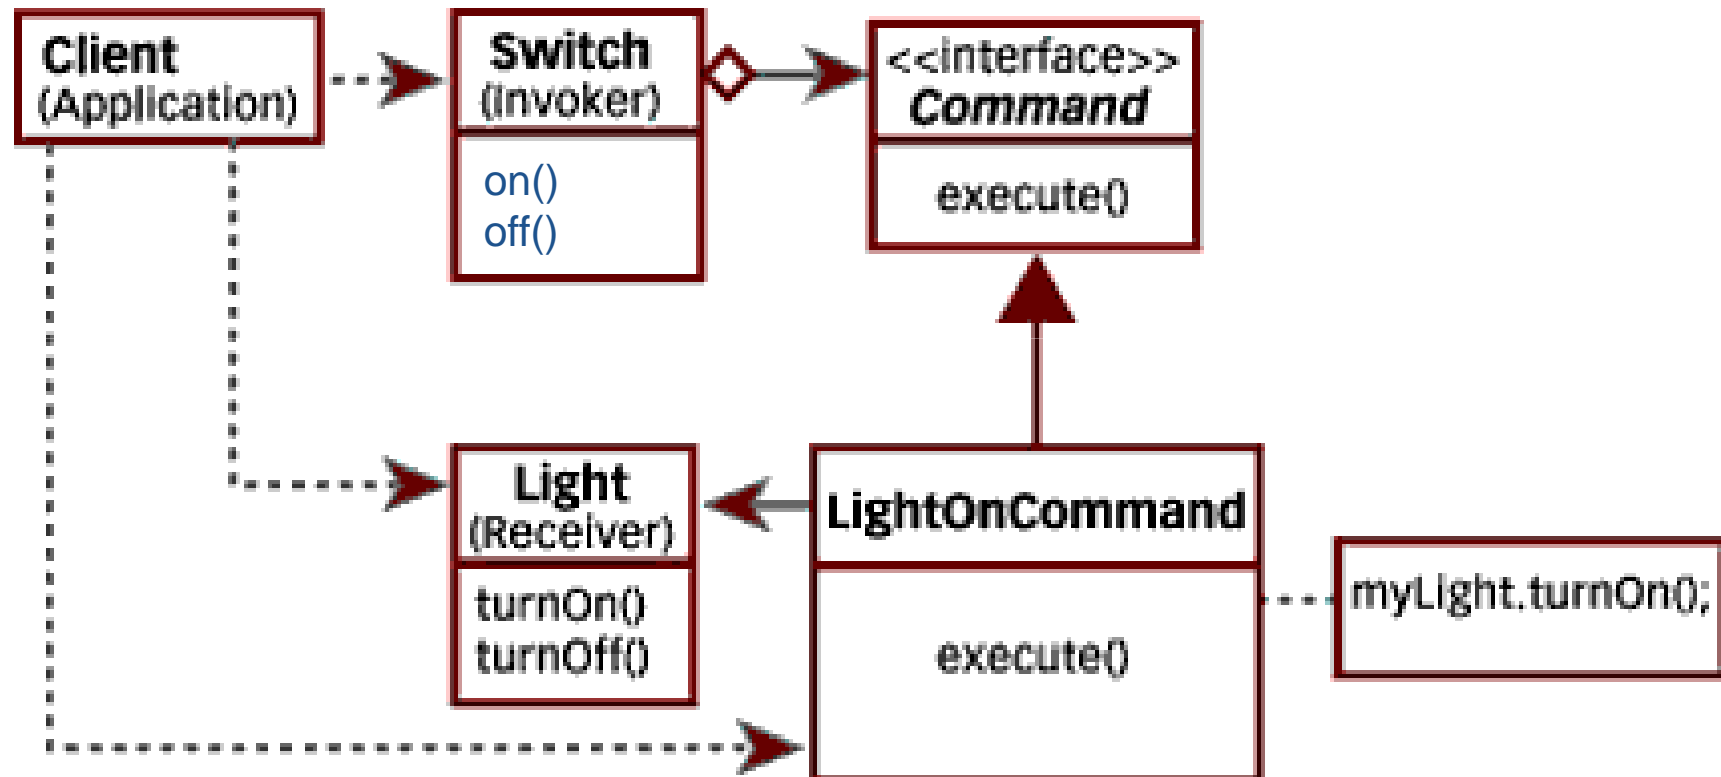 Client
(Application)
Switch
(Invoker)
on()
off()
<<interface>>
Command
execute()
Light
(Receiver)
turnOn()
turnOff()
LightOnCommand
execute()
myLight.turnOn();